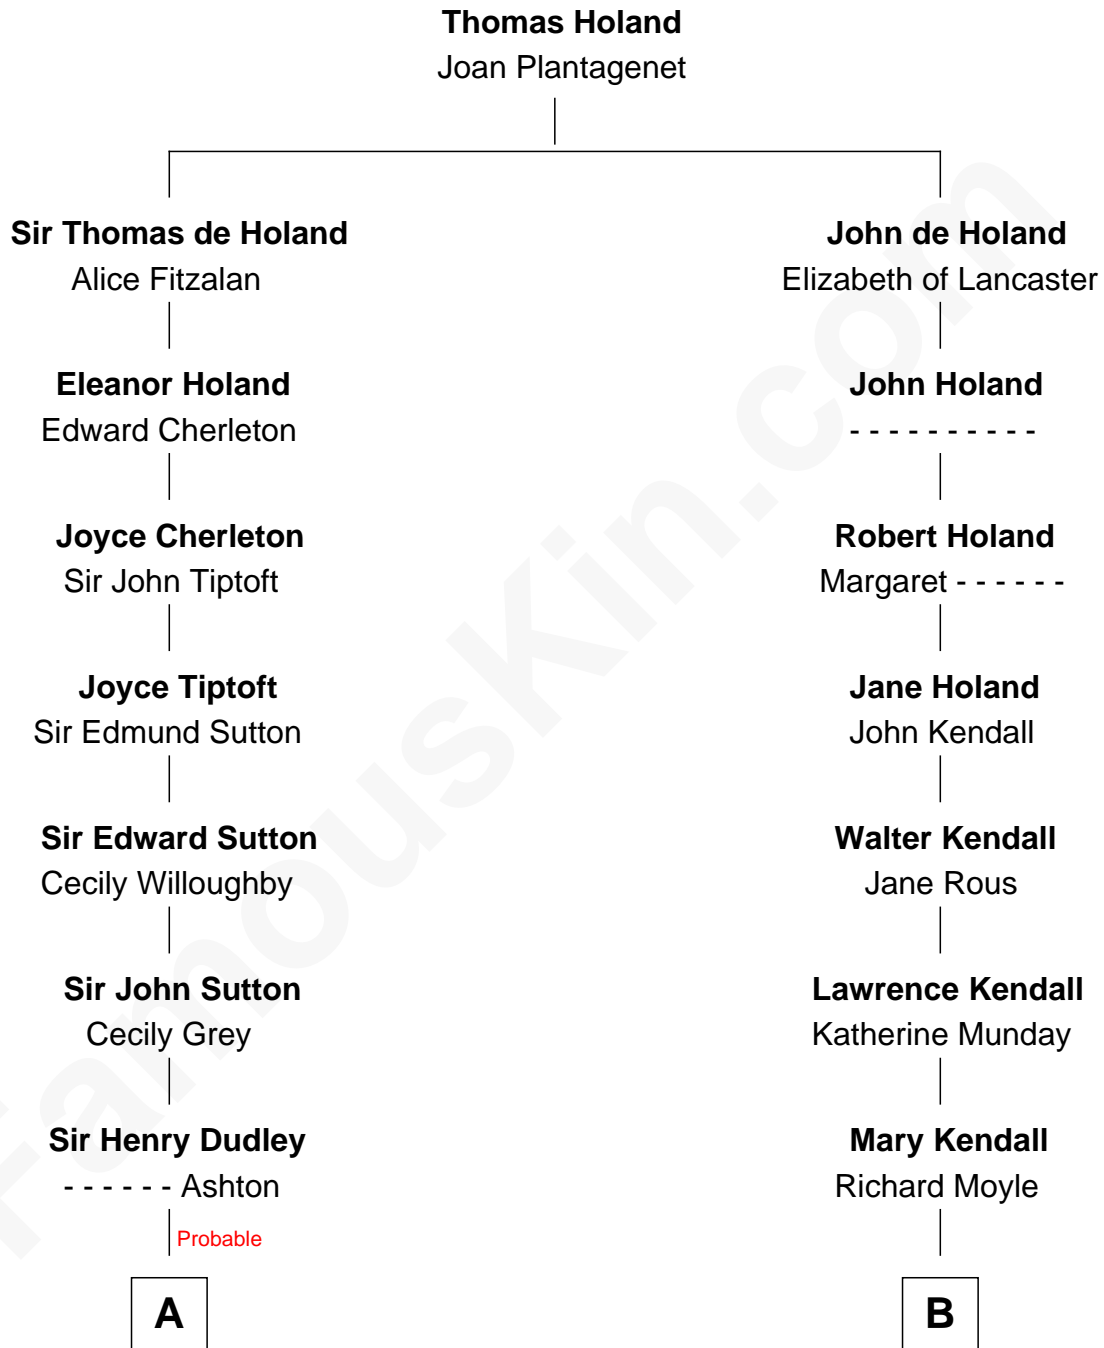 Thomas Holand
Joan Plantagenet
Sir Thomas de Holand
Alice Fitzalan
John de Holand
Elizabeth of Lancaster
Eleanor Holand
Edward Cherleton
John Holand
- - - - - - - - - -
Joyce Cherleton
Sir John Tiptoft
Robert Holand
Margaret - - - - - -
Joyce Tiptoft
Sir Edmund Sutton
Jane Holand
John Kendall
Sir Edward Sutton
Cecily Willoughby
Walter Kendall
Jane Rous
Sir John Sutton
Cecily Grey
Lawrence Kendall
Katherine Munday
Sir Henry Dudley
- - - - - - Ashton
Mary Kendall
Richard Moyle
Probable
A
B
FamousKin.com